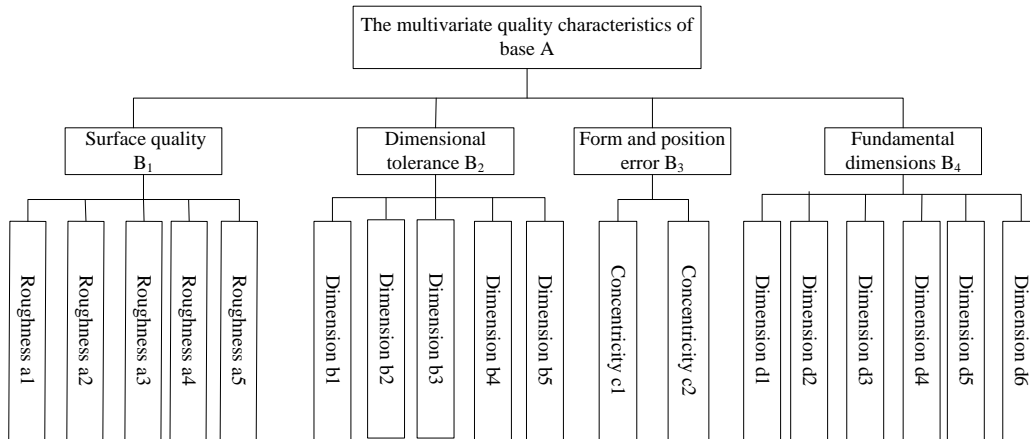 The multivariate quality characteristics of
base A
Surface quality
B₁
Dimensional
tolerance B₂
Form and position
error B₃
Fundamental
dimensions B₄
Roughness a1
Roughness a2
Roughness a3
Roughness a4
Roughness a5
Dimension b1
Dimension b2
Dimension b3
Dimension b4
Dimension b5
Concentricity c1
Concentricity c2
Dimension d1
Dimension d2
Dimension d3
Dimension d4
Dimension d5
Dimension d6